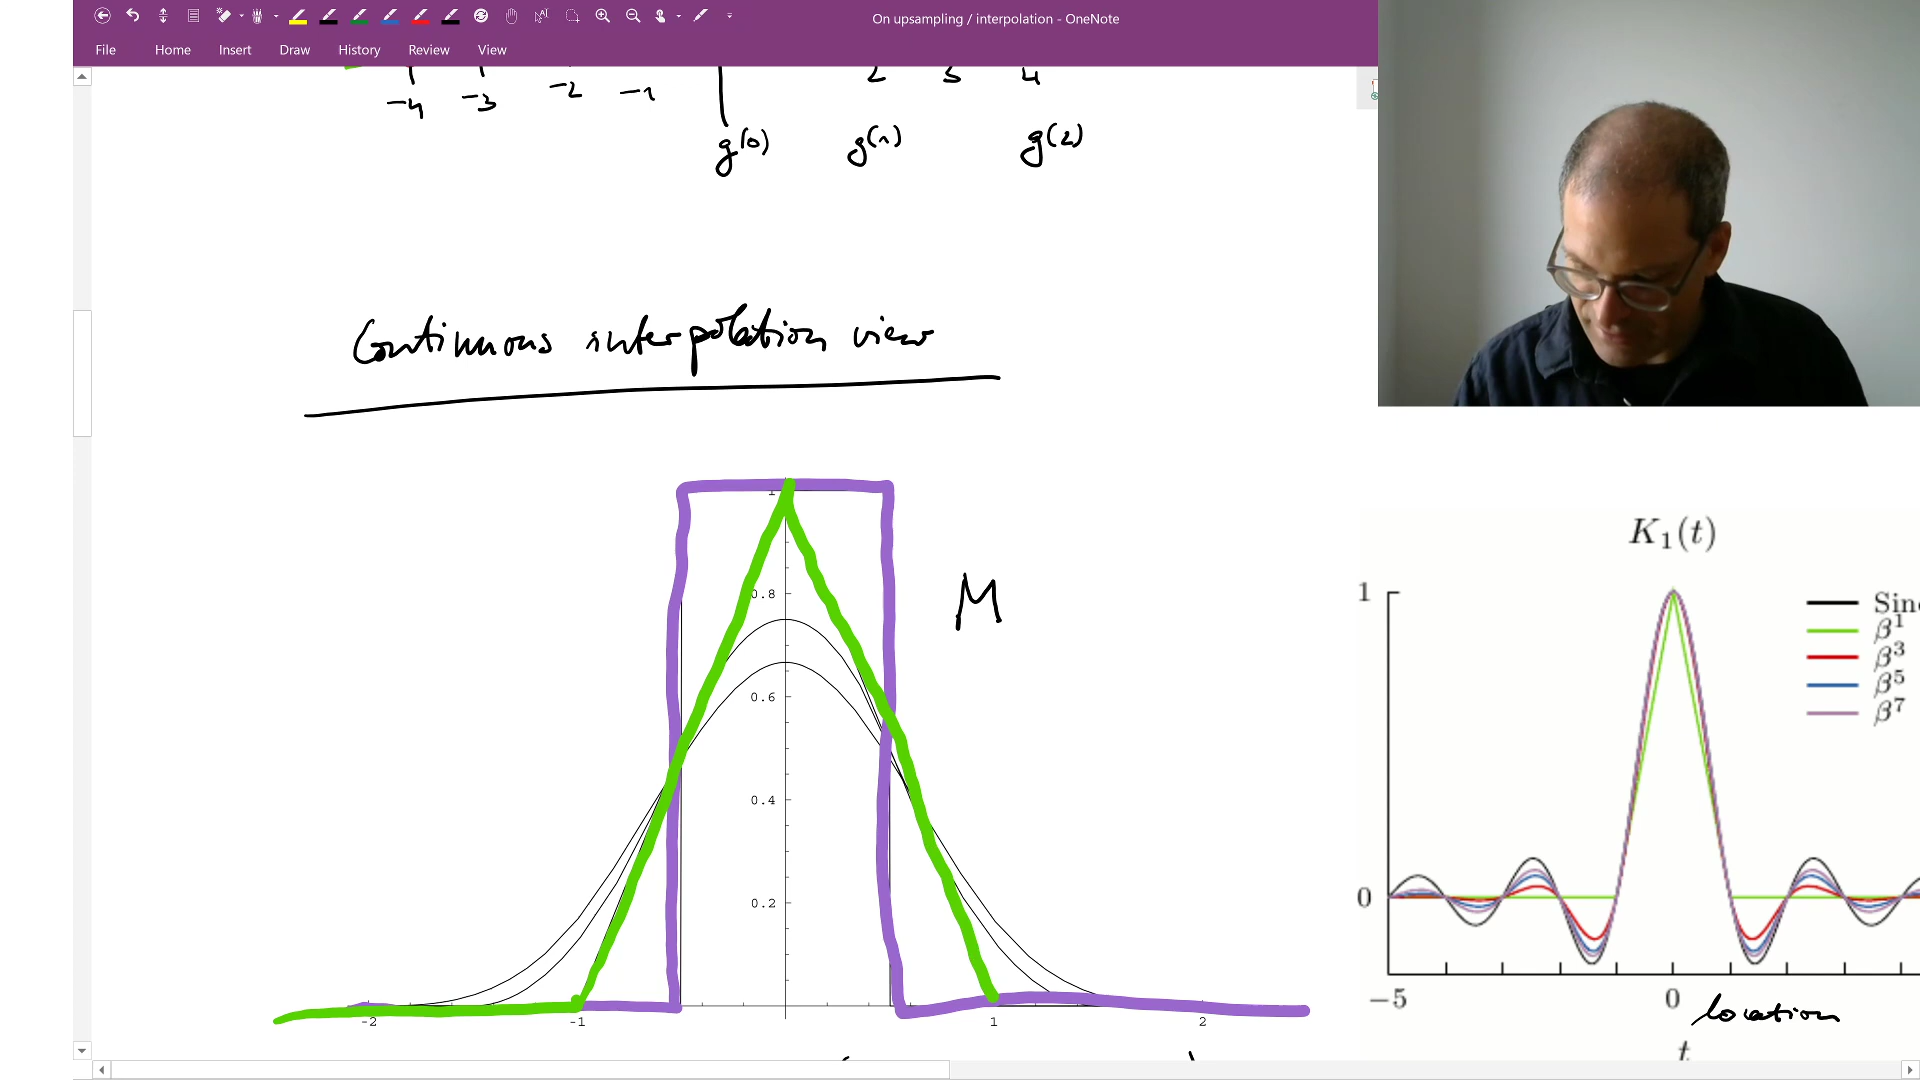 On upsampling / interpolation - OneNote
File Home Insert Draw History Review View
2 3 4
-4 -3 -2 -1
g(0) g(1) g(2)
Continuous interpolation view
K₁(t)
1
Sinc
β¹
β³
β⁵
β⁷
0
-5 0
location
t
1
0.8
0.6
0.4
0.2
M
-2 -1 1 2